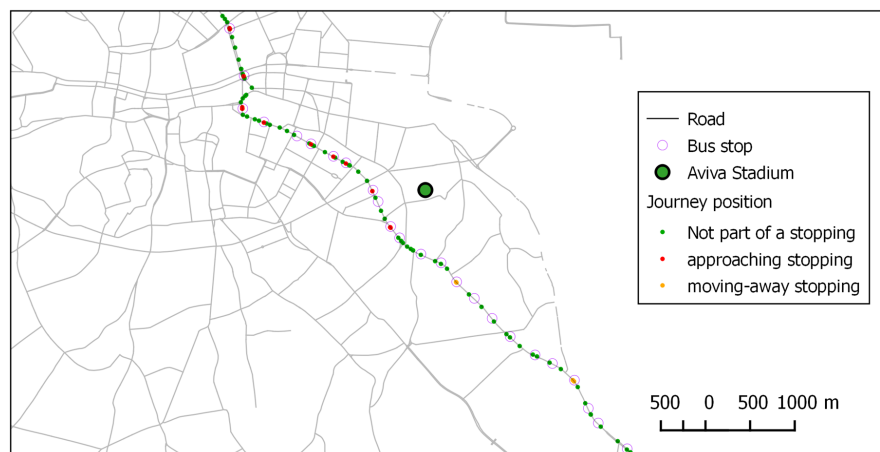 Road
Bus stop
Aviva Stadium
Journey position
Not part of a stopping
approaching stopping
moving-away stopping
500 0 500 1000 m